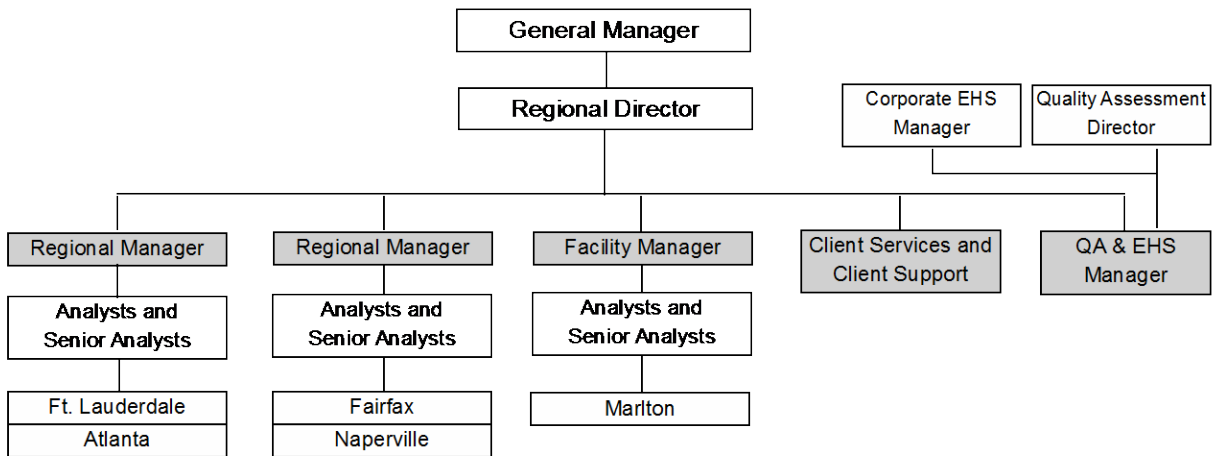 General Manager
Regional Director
Corporate EHS
Manager
Quality Assessment
Director
Regional Manager
Regional Manager
Facility Manager
Client Services and
Client Support
QA & EHS
Manager
Analysts and
Senior Analysts
Analysts and
Senior Analysts
Analysts and
Senior Analysts
Ft. Lauderdale
Atlanta
Fairfax
Naperville
Marlton